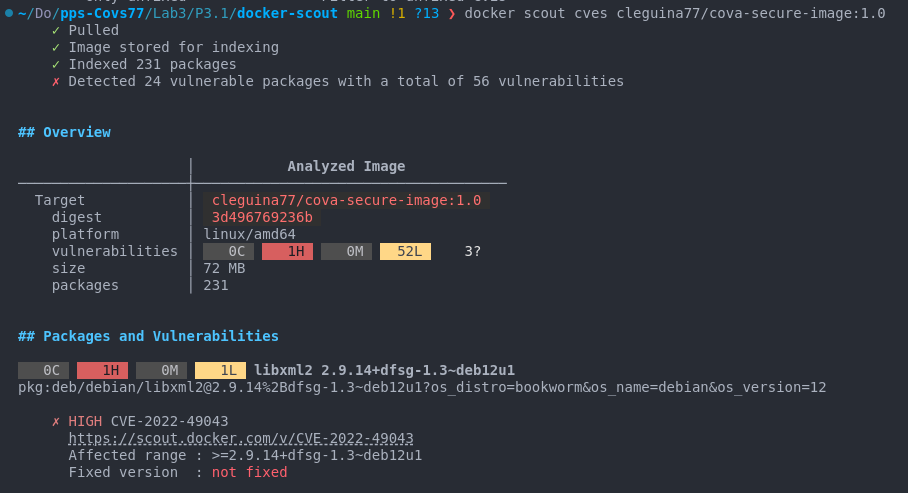 ~/Do/pps-Covs77/Lab3/P3.1/docker-scout main !1 ?13 ❯ docker scout cves cleguina77/cova-secure-image:1.0
✓ Pulled
✓ Image stored for indexing
✓ Indexed 231 packages
✗ Detected 24 vulnerable packages with a total of 56 vulnerabilities
## Overview
│ Analyzed Image
Target │ cleguina77/cova-secure-image:1.0
digest │ 3d496769236b
platform │ linux/amd64
vulnerabilities │ 0C 1H 0M 52L 3?
size │ 72 MB
packages │ 231
## Packages and Vulnerabilities
0C 1H 0M 1L libxml2 2.9.14+dfsg-1.3~deb12u1
pkg:deb/debian/libxml2@2.9.14%2Bdfsg-1.3~deb12u1?os_distro=bookworm&os_name=debian&os_version=12
✗ HIGH CVE-2022-49043
https://scout.docker.com/v/CVE-2022-49043
Affected range : >=2.9.14+dfsg-1.3~deb12u1
Fixed version : not fixed